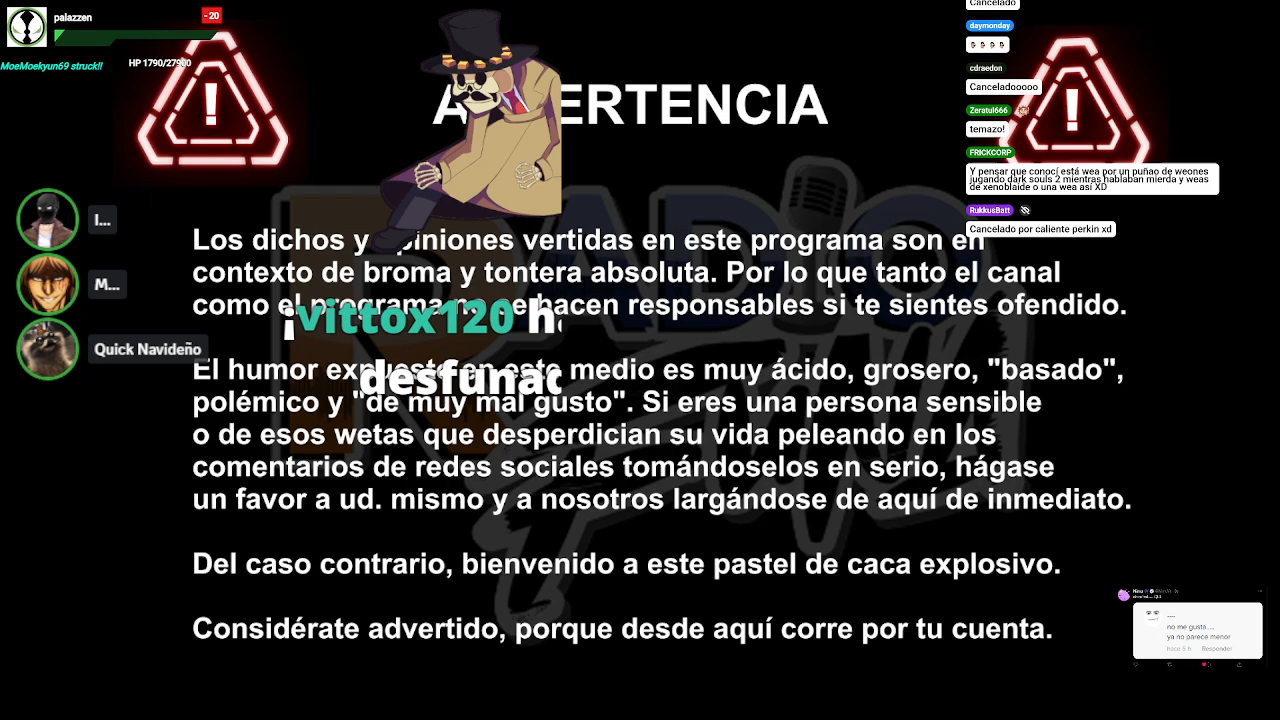 palazzen
-20
MoeMoekyun69 struck!!
HP 1790/27900
Cancelado
daymonday
cdraedon
Canceladooooo
Zeratul666
temazo!
FRICKCORP
Y pensar que conocí está wea por un puñao de weones
jugando dark souls 2 mientras hablaban mierda y weas
de xenoblaide o una wea así XD
RukkusBatt
Cancelado por caliente perkin xd
I...
M...
Quick Navideño
A ERTENCIA
Los dichos y opiniones vertidas en este programa son en
contexto de broma y tontera absoluta. Por lo que tanto el canal
como el programa no se hacen responsables si te sientes ofendido.
¡vittox120 h
desfunad
El humor expuesto en este medio es muy ácido, grosero, "basado",
polémico y "de muy mal gusto". Si eres una persona sensible
o de esos wetas que desperdician su vida peleando en los
comentarios de redes sociales tomándoselos en serio, hágase
un favor a ud. mismo y a nosotros largándose de aquí de inmediato.
Del caso contrario, bienvenido a este pastel de caca explosivo.
Considérate advertido, porque desde aquí corre por tu cuenta.
RADIO
no me gusta....
ya no parece menor
hace 5 h Responder